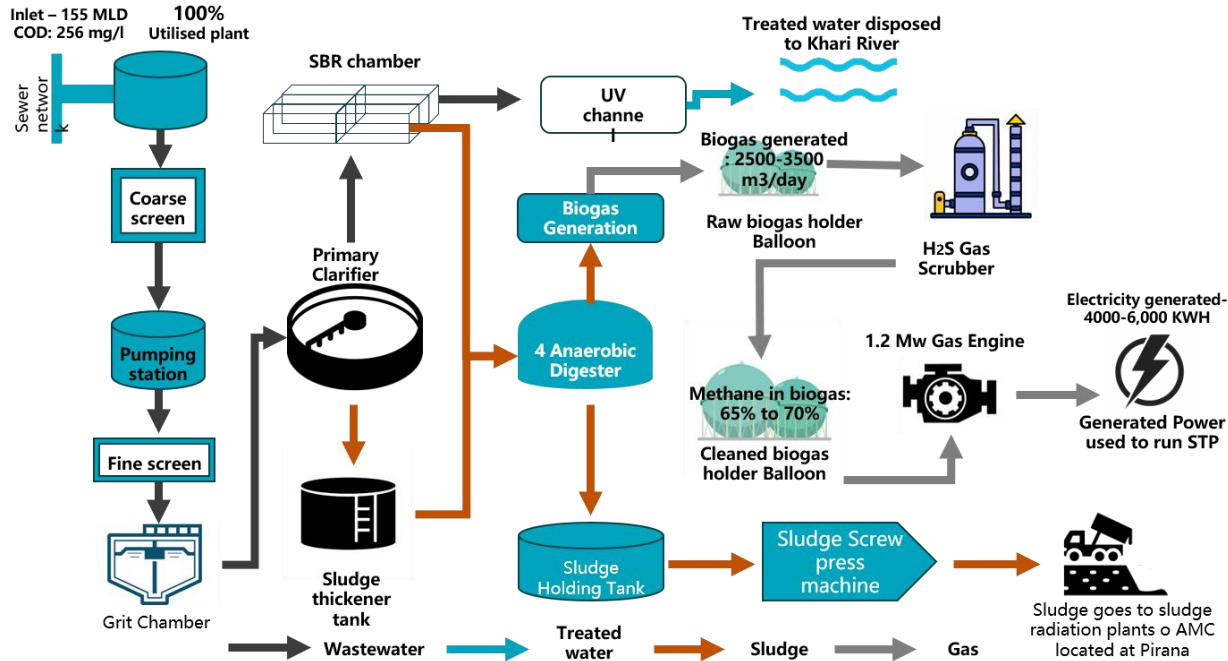 Inlet – 155 MLD
COD: 256 mg/l
100%
Utilised plant
Sewer
networ
k
Coarse
screen
Pumping
station
Fine screen
Grit Chamber
SBR chamber
Primary
Clarifier
Sludge
thickener
tank
UV
channe
l
Treated water disposed
to Khari River
Biogas
Generation
Biogas generated
: 2500-3500
m3/day
Raw biogas holder
Balloon
H2S Gas
Scrubber
4 Anaerobic
Digester
Methane in biogas:
65% to 70%
Cleaned biogas
holder Balloon
1.2 Mw Gas Engine
Electricity generated-
4000-6,000 KWH
Generated Power
used to run STP
Sludge
Holding Tank
Sludge Screw
press
machine
Sludge goes to sludge
radiation plants o AMC
located at Pirana
Wastewater
Treated
water
Sludge
Gas